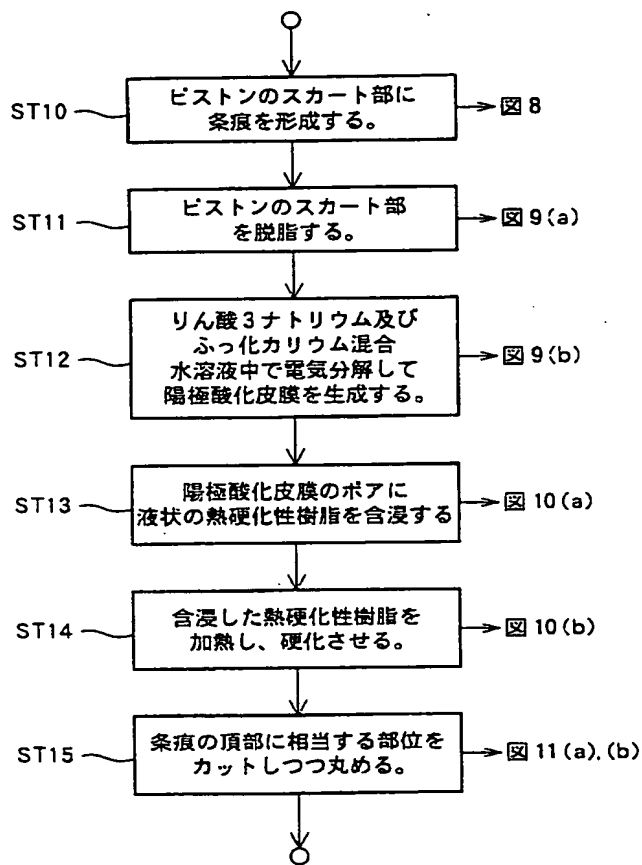 ピストンのスカート部に
条痕を形成する。
ST10
図8
ピストンのスカート部
を脱脂する。
ST11
図9(a)
りん酸3ナトリウム及び
ふっ化カリウム混合
水溶液中で電気分解して
陽極酸化皮膜を生成する。
ST12
図9(b)
陽極酸化皮膜のポアに
液状の熱硬化性樹脂を含浸する
ST13
図10(a)
含浸した熱硬化性樹脂を
加熱し、硬化させる。
ST14
図10(b)
条痕の頂部に相当する部位を
カットしつつ丸める。
ST15
図11(a),(b)